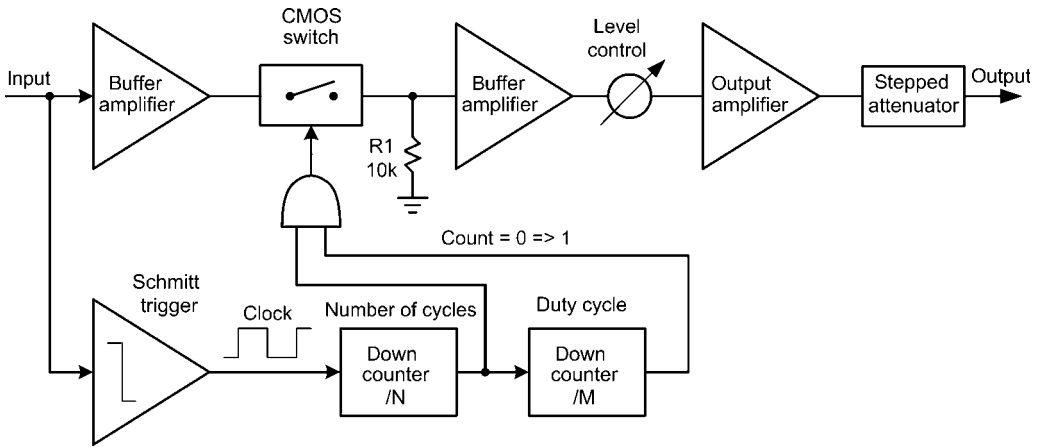 CMOS
switch
Level
control
Input
Buffer
amplifier
Buffer
amplifier
Output
amplifier
Stepped
attenuator
Output
R1
10k
Count = 0 => 1
Schmitt
trigger
Clock
Number of cycles
Duty cycle
Down
counter
/N
Down
counter
/M